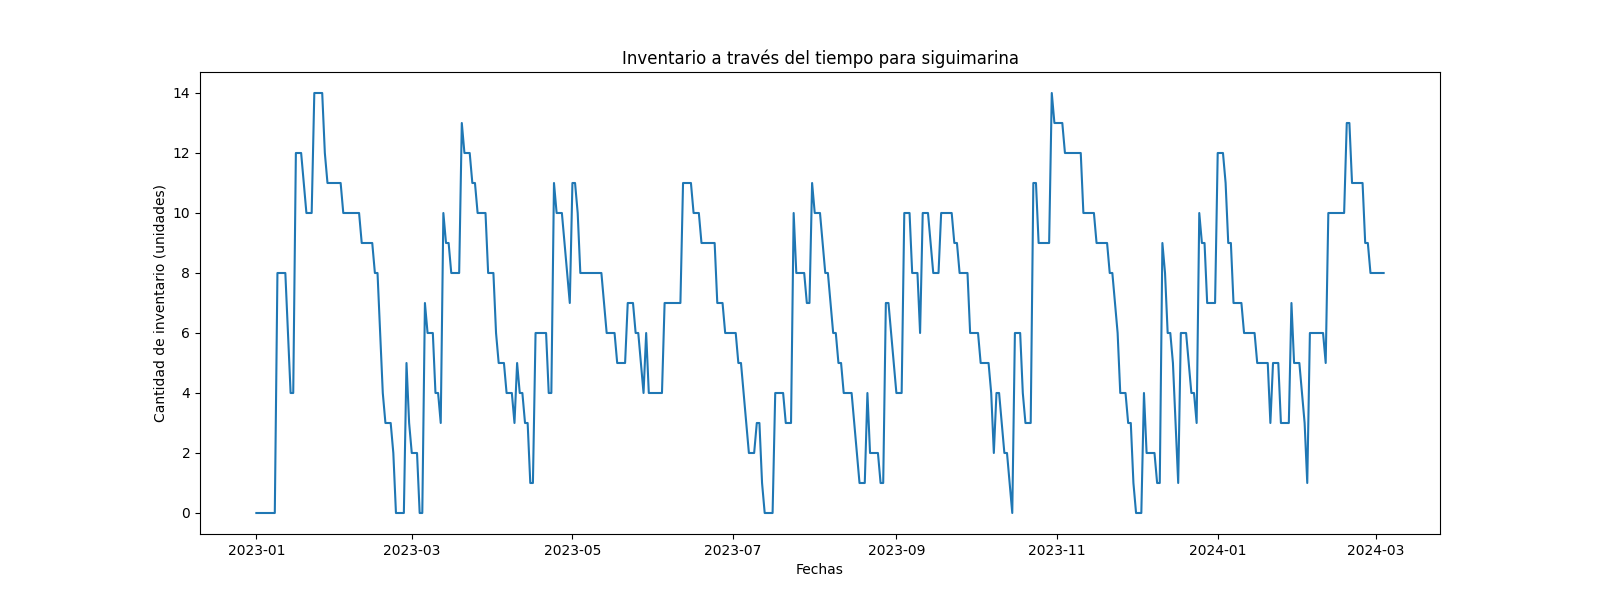 Inventario a través del tiempo para siguimarina
Cantidad de inventario (unidades)
14
12
10
8
6
4
2
0
2023-01 2023-03 2023-05 2023-07 2023-09 2023-11 2024-01 2024-03
Fechas